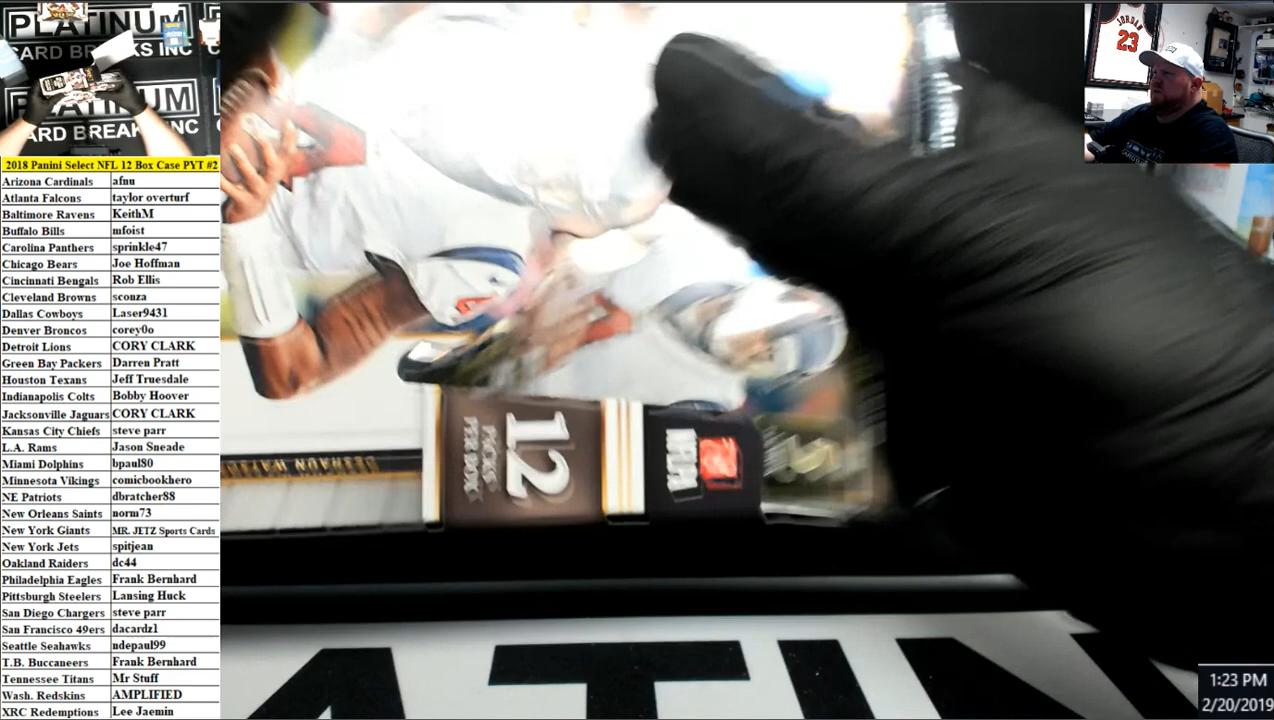 PLATINUM
CARD BREAKS INC
PLATINUM
CARD BREAKS INC
JORDAN
23
2018 Panini Select NFL 12 Box Case PYT #2
Arizona Cardinals afnu
Atlanta Falcons taylor overturf
Baltimore Ravens KeithM
Buffalo Bills mfoist
Carolina Panthers sprinkle47
Chicago Bears Joe Hoffman
Cincinnati Bengals Rob Ellis
Cleveland Browns sconza
Dallas Cowboys Laser9431
Denver Broncos corey0o
Detroit Lions CORY CLARK
Green Bay Packers Darren Pratt
Houston Texans Jeff Truesdale
Indianapolis Colts Bobby Hoover
Jacksonville Jaguars CORY CLARK
Kansas City Chiefs steve parr
L.A. Rams Jason Sneade
Miami Dolphins bpaul80
Minnesota Vikings comicbookhero
NE Patriots dbratcher88
New Orleans Saints norm73
New York Giants MR. JETZ Sports Cards
New York Jets spitjean
Oakland Raiders dc44
Philadelphia Eagles Frank Bernhard
Pittsburgh Steelers Lansing Huck
San Diego Chargers steve parr
San Francisco 49ers dacardz1
Seattle Seahawks ndepaul99
T.B. Buccaneers Frank Bernhard
Tennessee Titans Mr Stuff
Wash. Redskins AMPLIFIED
XRC Redemptions Lee Jaemin
12
PACKS
PER BOX
DESHAUN WATS
ATIN
1:23 PM
2/20/2019